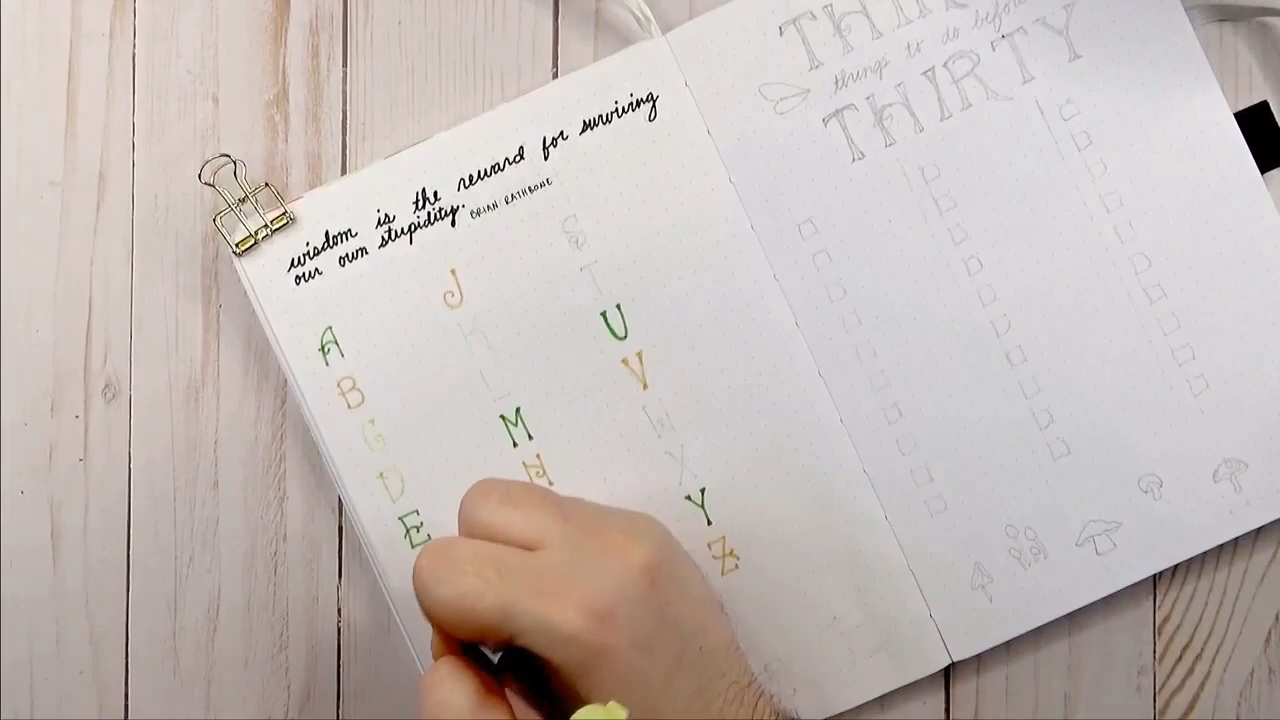 wisdom is the reward for surviving
our own stupidity. BRIAN RATHBONE
A
B
C
D
E
J
K
L
M
N
S
T
U
V
W
X
Y
Z
things to do before
THIRTY